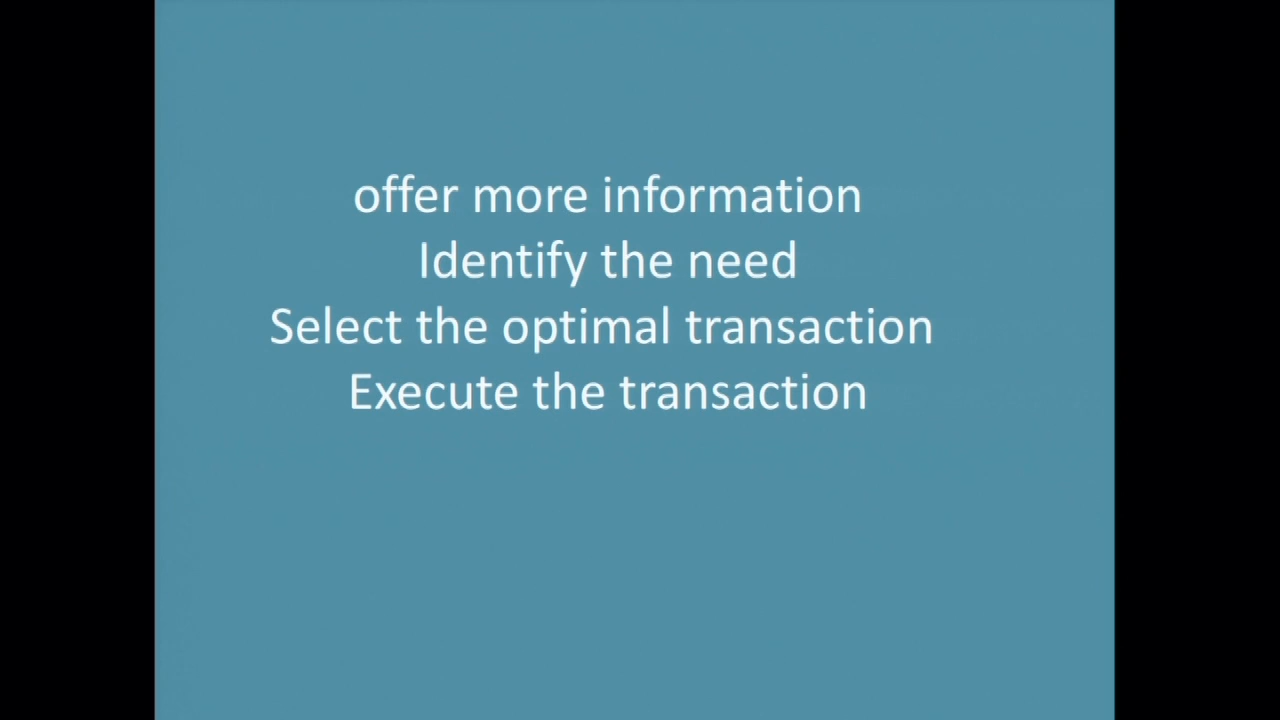 offer more information
Identify the need
Select the optimal transaction
Execute the transaction